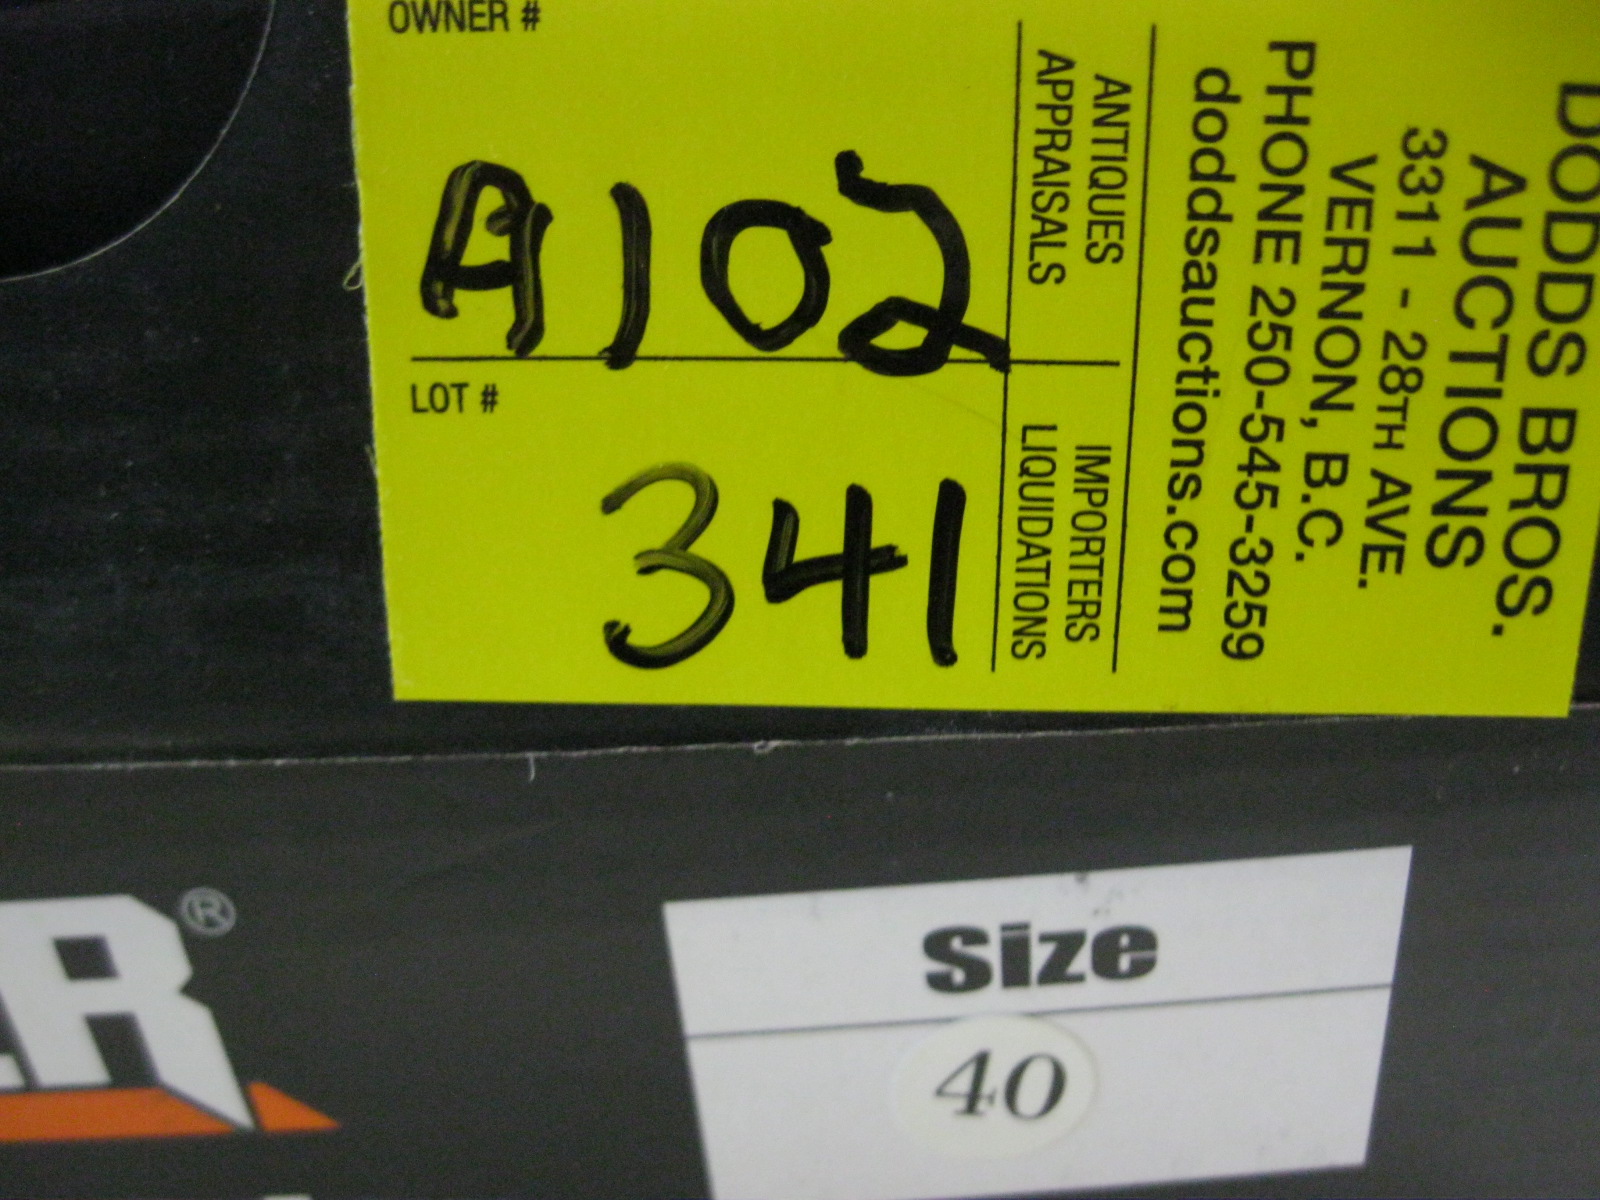 OWNER #
A102
LOT #
341
ANTIQUES
APPRAISALS
IMPORTERS
LIQUIDATIONS
DODDS BROS.
AUCTIONS
3311 - 28TH AVE.
VERNON, B.C.
PHONE 250-545-3259
doddsauctions.com
R®
Size
40